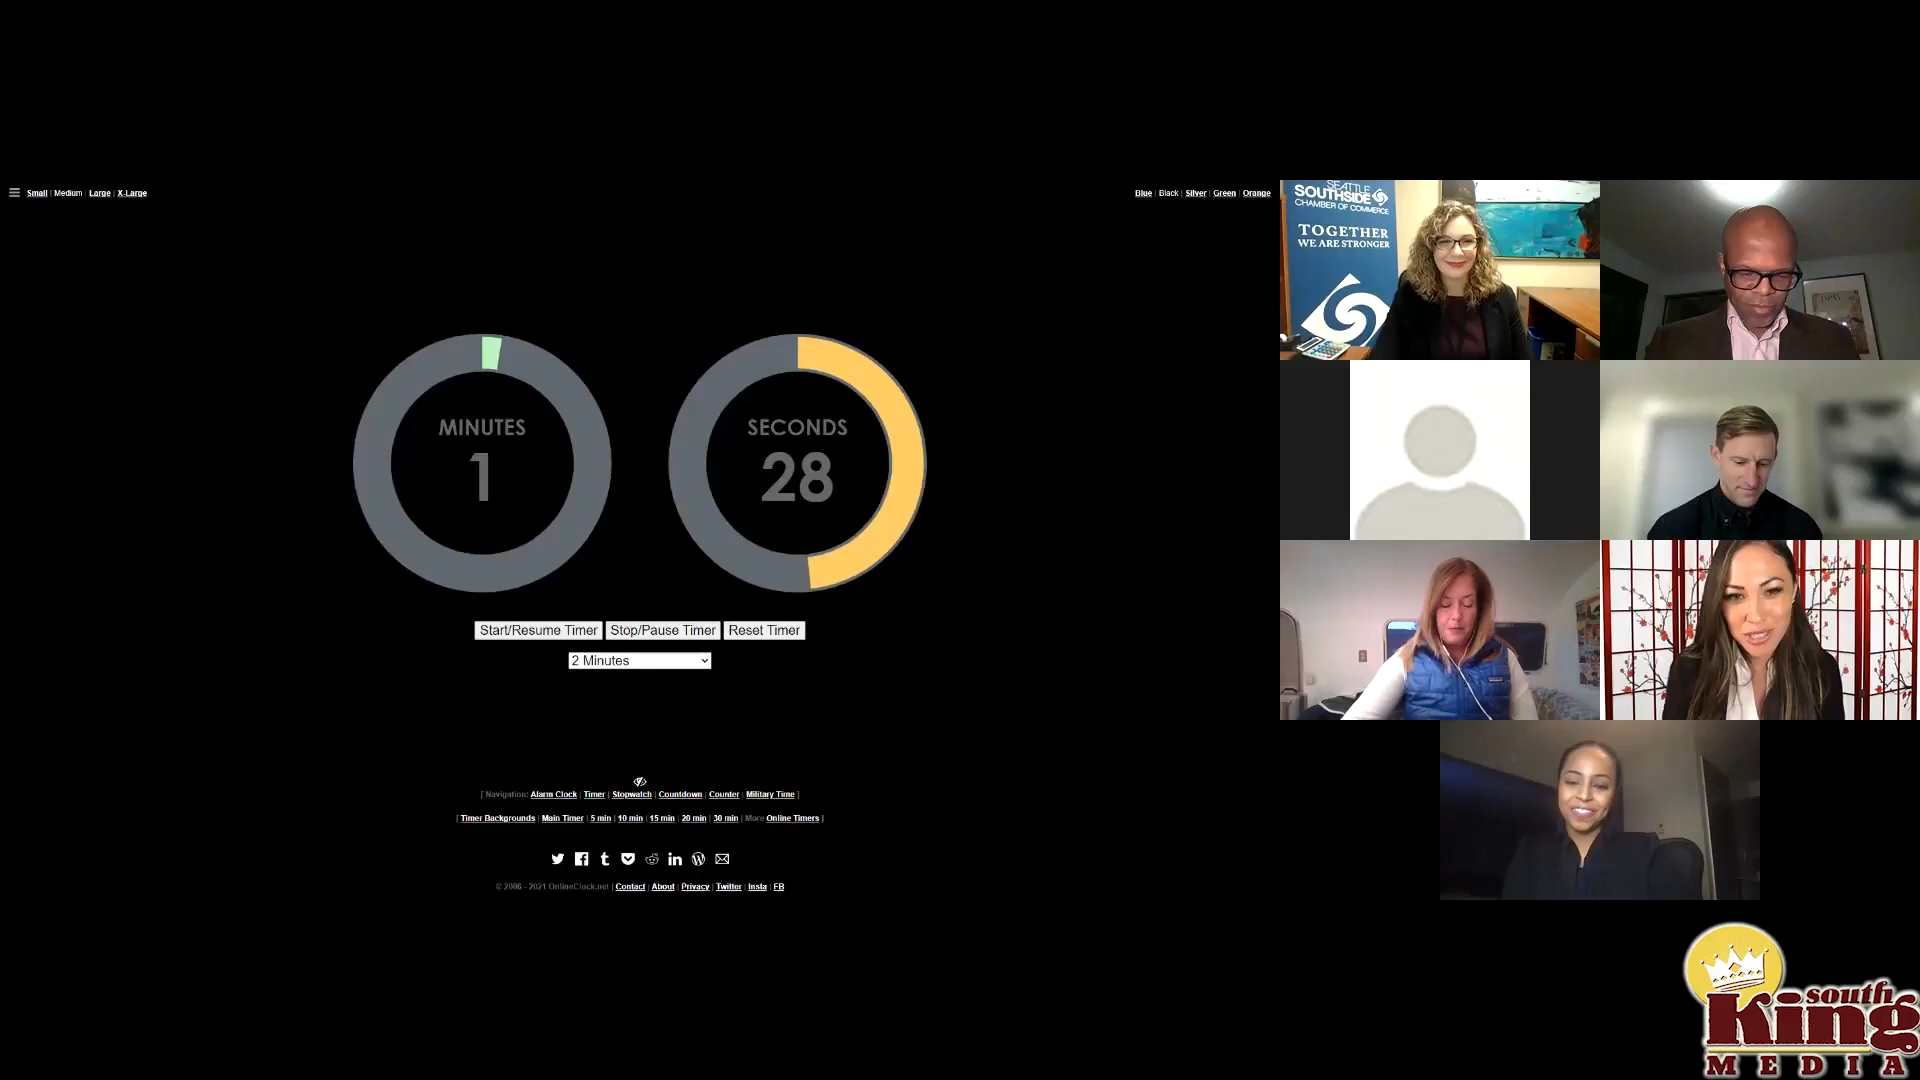 Small | Medium | Large | X-Large
Blue | Black | Silver | Green | Orange
SEATTLE
SOUTHSIDE
CHAMBER OF COMMERCE
TOGETHER
WE ARE STRONGER
MINUTES
1
SECONDS
28
Start/Resume Timer Stop/Pause Timer Reset Timer
2 Minutes
[ Navigation: Alarm Clock | Timer | Stopwatch | Countdown | Counter | Military Time ]
[ Timer Backgrounds | Main Timer | 5 min | 10 min | 15 min | 20 min | 30 min | More Online Timers ]
© 2006 - 2021 OnlineClock.net | Contact | About | Privacy | Twitter | Insta | FB
south
King
MEDIA